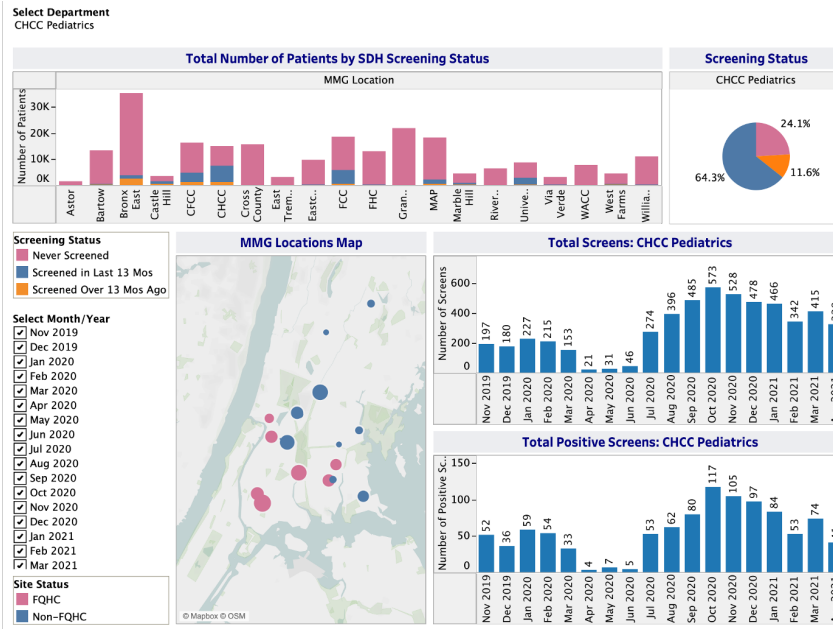 Select Department
CHCC Pediatrics
Total Number of Patients by SDH Screening Status
MMG Location
Number of Patients
30K
20K
10K
0K
Astor
Bartow
Bronx East
Castle Hill
CFCC
CHCC
Cross County
East Trem..
Eastc..
FCC
FHC
Gran..
MAP
Marble Hill
River..
Unive..
Via Verde
WACC
West Farms
Willia..
Screening Status
CHCC Pediatrics
24.1%
11.6%
64.3%
Screening Status
Never Screened
Screened in Last 13 Mos
Screened Over 13 Mos Ago
Select Month/Year
Nov 2019
Dec 2019
Jan 2020
Feb 2020
Mar 2020
Apr 2020
May 2020
Jun 2020
Jul 2020
Aug 2020
Sep 2020
Oct 2020
Nov 2020
Dec 2020
Jan 2021
Feb 2021
Mar 2021
Site Status
FQHC
Non-FQHC
MMG Locations Map
© Mapbox © OSM
Total Screens: CHCC Pediatrics
Number of Screens
600
400
200
0
197
180
227
215
153
21
31
46
274
396
485
573
528
478
466
342
415
Nov 2019
Dec 2019
Jan 2020
Feb 2020
Mar 2020
Apr 2020
May 2020
Jun 2020
Jul 2020
Aug 2020
Sep 2020
Oct 2020
Nov 2020
Dec 2020
Jan 2021
Feb 2021
Mar 2021
Total Positive Screens: CHCC Pediatrics
Number of Positive Sc..
150
100
50
0
52
36
59
54
33
4
7
5
53
62
80
117
105
97
84
53
74
Nov 2019
Dec 2019
Jan 2020
Feb 2020
Mar 2020
Apr 2020
May 2020
Jun 2020
Jul 2020
Aug 2020
Sep 2020
Oct 2020
Nov 2020
Dec 2020
Jan 2021
Feb 2021
Mar 2021